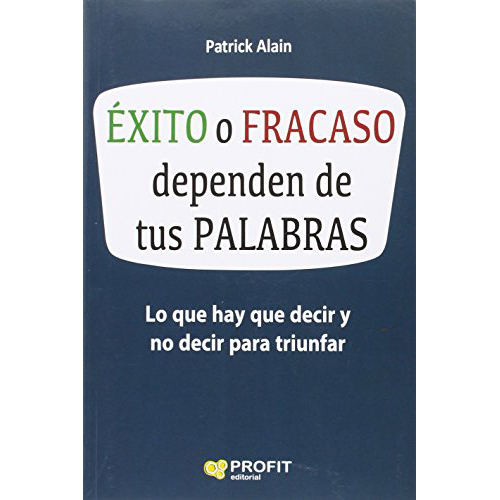 Patrick Alain
ÉXITO o FRACASO
dependen de
tus PALABRAS
Lo que hay que decir y
no decir para triunfar
PROFIT
editorial